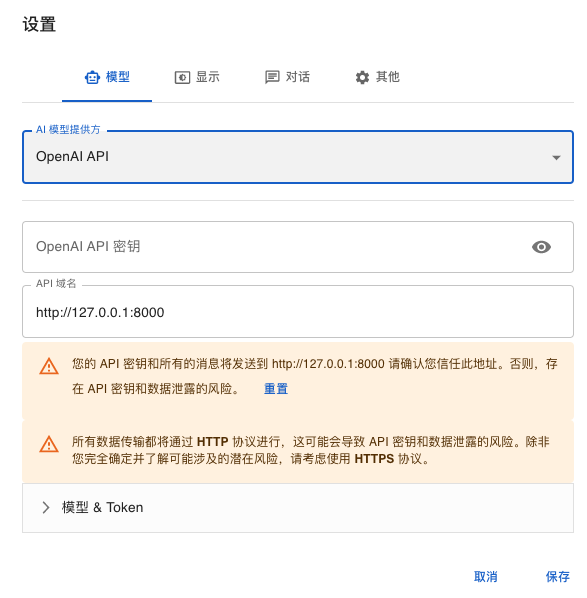 设置
模型
显示
对话
其他
AI 模型提供方
OpenAI API
OpenAI API 密钥
API 域名
http://127.0.0.1:8000
您的 API 密钥和所有的消息将发送到 http://127.0.0.1:8000 请确认您信任此地址。否则，存
在 API 密钥和数据泄露的风险。 重置
所有数据传输都将通过 HTTP 协议进行，这可能会导致 API 密钥和数据泄露的风险。除非
您完全确定并了解可能涉及的潜在风险，请考虑使用 HTTPS 协议。
模型 & Token
取消
保存